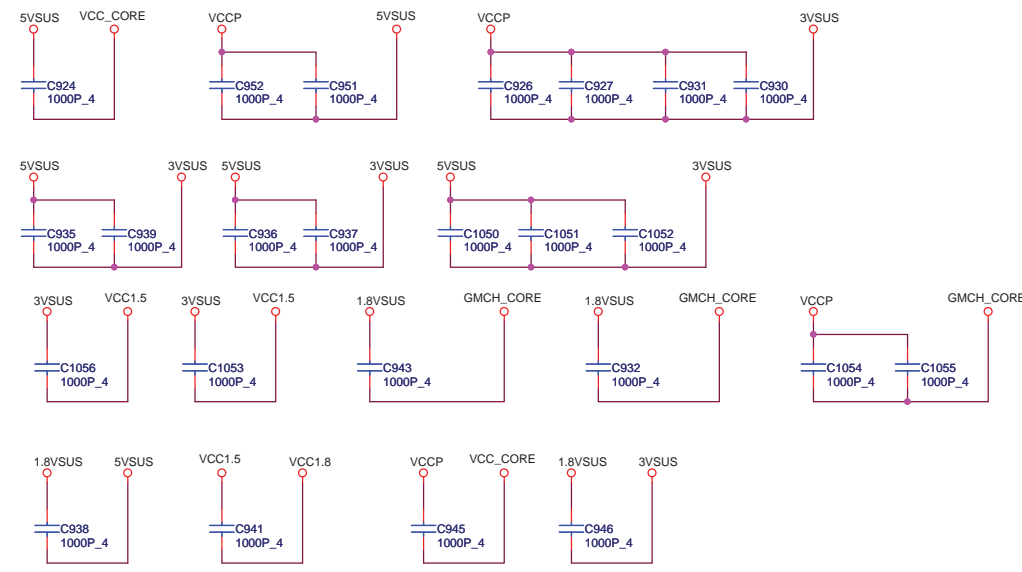 5VSUS VCC_CORE VCCP 5VSUS VCCP 3VSUS
C924 C952 C951 C926 C927 C931 C930
1000P_4 1000P_4 1000P_4 1000P_4 1000P_4 1000P_4 1000P_4
5VSUS 3VSUS 5VSUS 3VSUS 5VSUS 3VSUS
C935 C939 C936 C937 C1050 C1051 C1052
1000P_4 1000P_4 1000P_4 1000P_4 1000P_4 1000P_4 1000P_4
3VSUS VCC1.5 3VSUS VCC1.5 1.8VSUS GMCH_CORE 1.8VSUS GMCH_CORE VCCP GMCH_CORE
C1056 C1053 C943 C932 C1054 C1055
1000P_4 1000P_4 1000P_4 1000P_4 1000P_4 1000P_4
1.8VSUS 5VSUS VCC1.5 VCC1.8 VCCP VCC_CORE 1.8VSUS 3VSUS
C938 C941 C945 C946
1000P_4 1000P_4 1000P_4 1000P_4